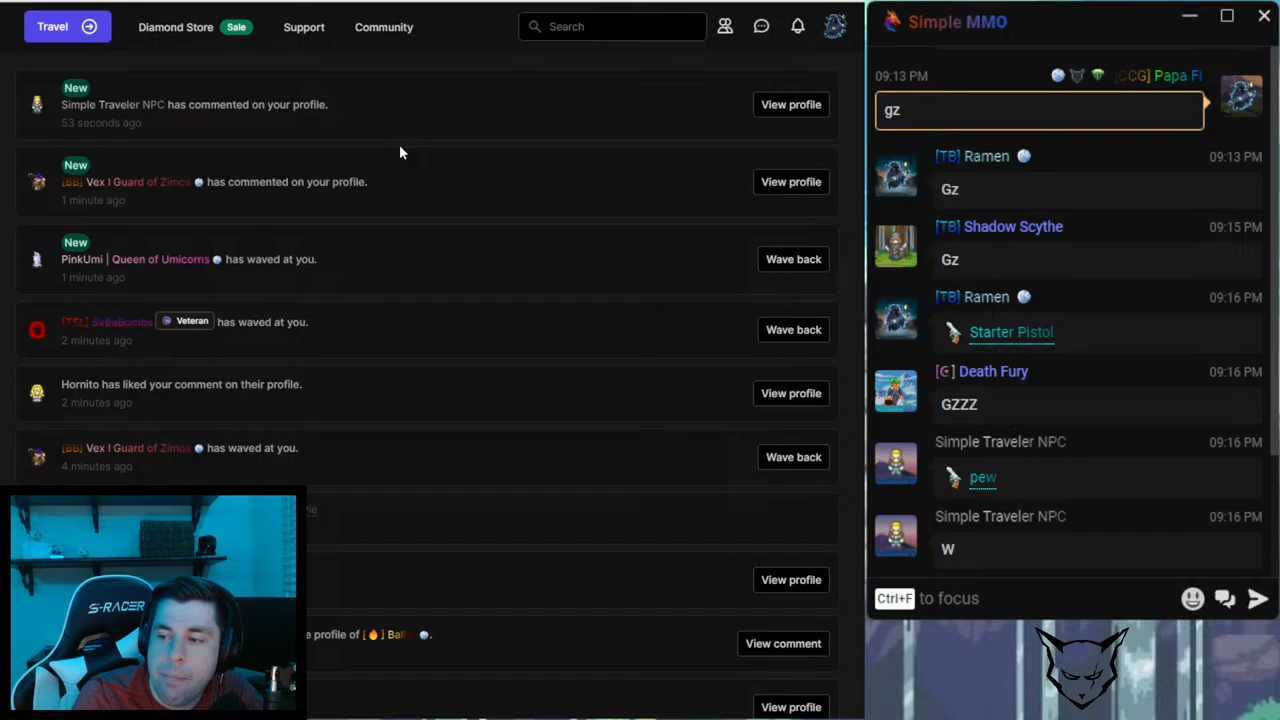 Travel
Diamond Store Sale
Support
Community
Search
New
Simple Traveler NPC has commented on your profile.
53 seconds ago
View profile
New
[BB] Vex | Guard of Zimos has commented on your profile.
1 minute ago
View profile
New
PinkUmi | Queen of Umicorns has waved at you.
1 minute ago
Wave back
[TSL] SxBaBombs Veteran has waved at you.
2 minutes ago
Wave back
Hornito has liked your comment on their profile.
2 minutes ago
View profile
[BB] Vex | Guard of Zimos has waved at you.
4 minutes ago
Wave back
View profile
profile of
View comment
View profile
S-RACER
Simple MMO
09:13 PM
[CCG] Papa Fi
gz
[TB] Ramen
09:13 PM
Gz
[TB] Shadow Scythe
09:15 PM
Gz
[TB] Ramen
09:16 PM
Starter Pistol
[☪] Death Fury
09:16 PM
GZZZ
Simple Traveler NPC
09:16 PM
pew
Simple Traveler NPC
09:16 PM
W
Ctrl+F to focus